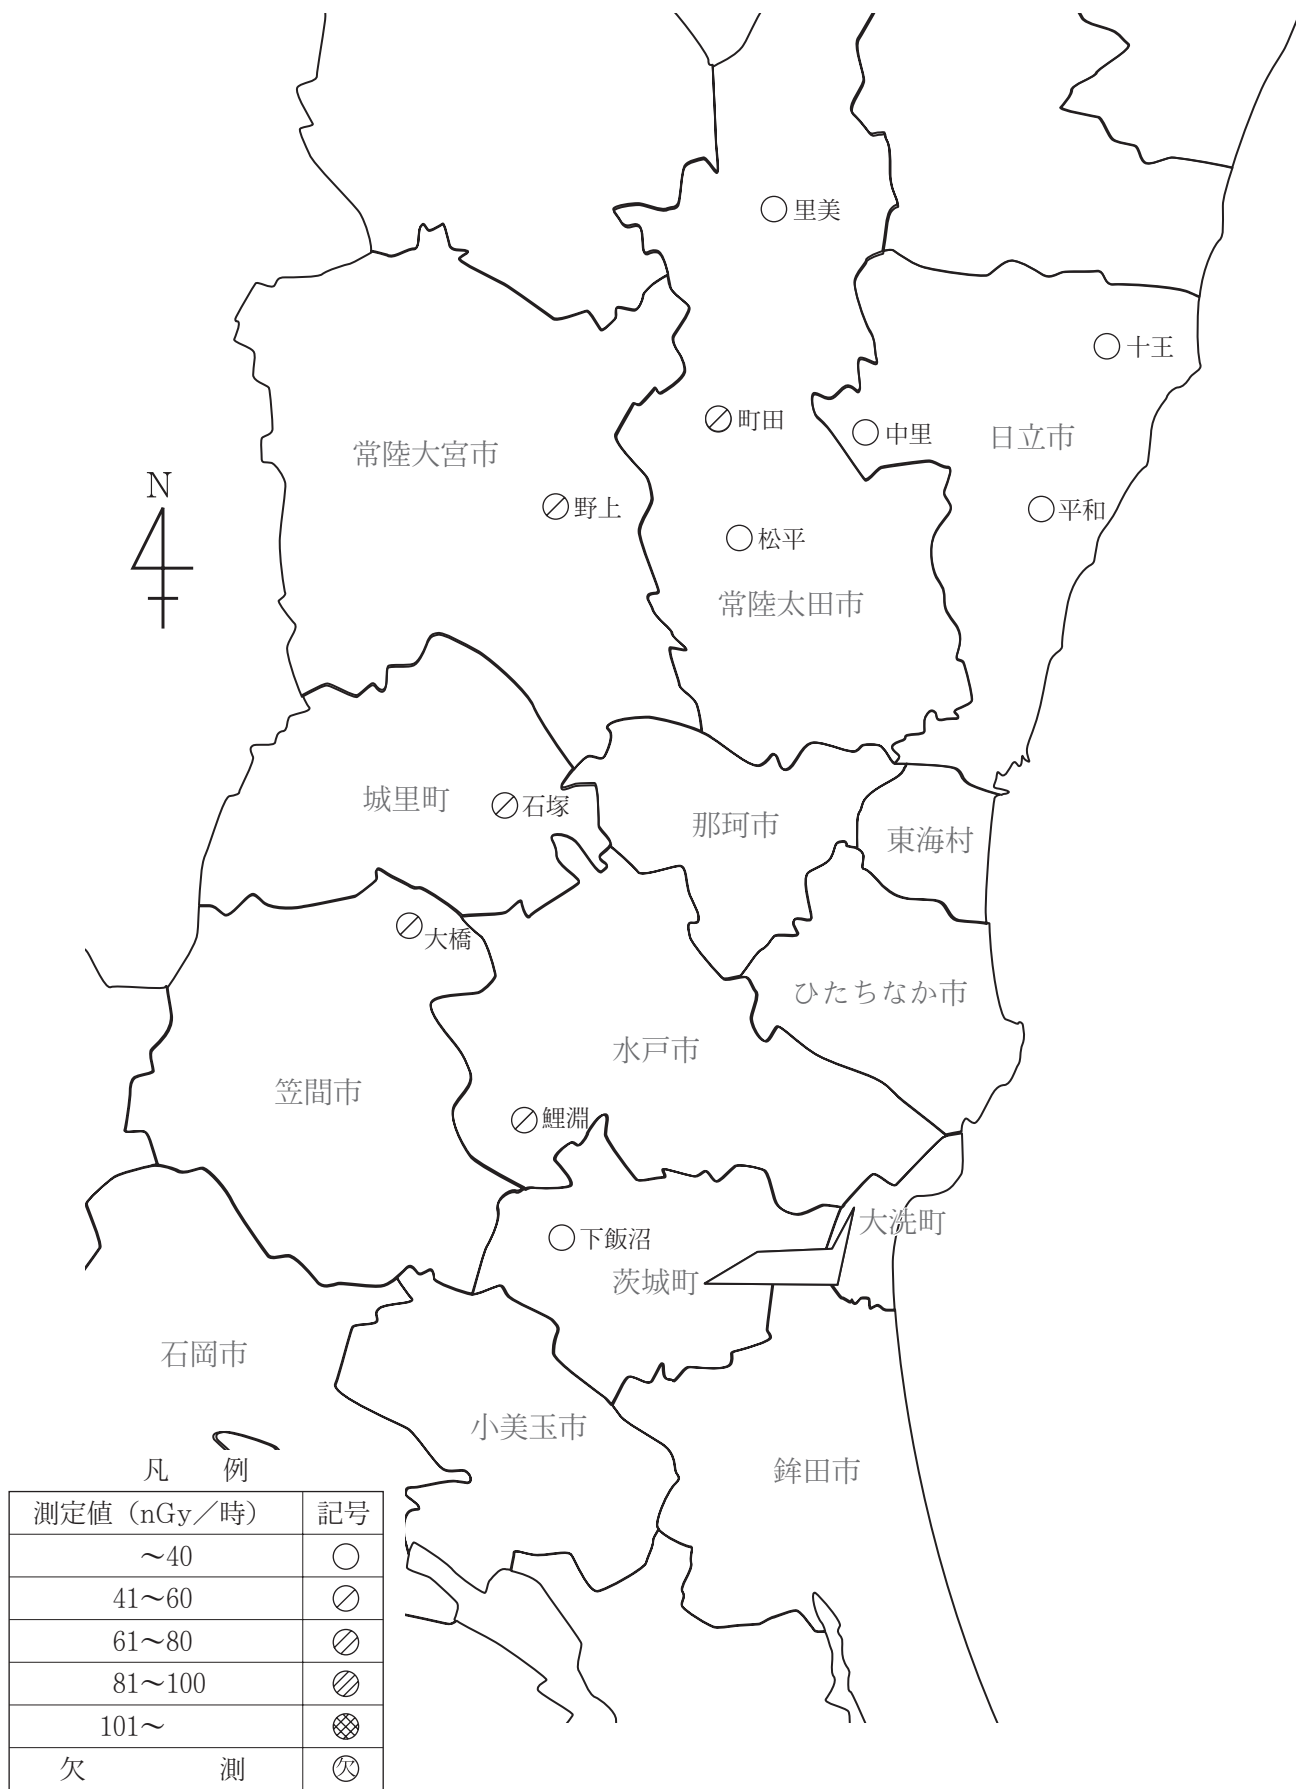 里美
十王
町田
中里
日立市
常陸大宮市
N
野上
平和
松平
常陸太田市
城里町
石塚
那珂市
東海村
大橋
ひたちなか市
水戸市
笠間市
鯉淵
大洗町
下飯沼
茨城町
石岡市
小美玉市
鉾田市
凡 例
測定値（nGy／時） 記号
～40
41～60
61～80
81～100
101～
欠 測 欠